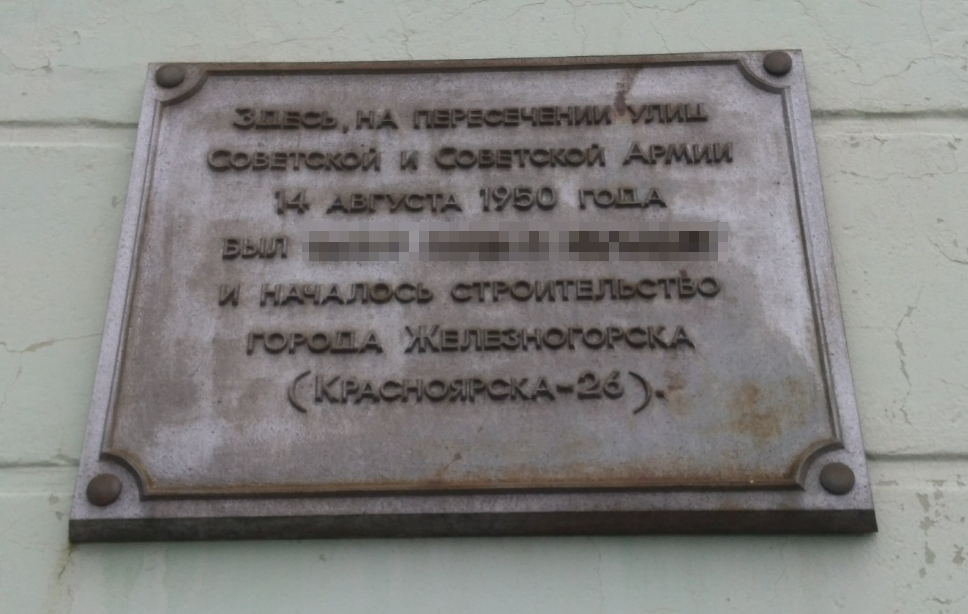 Здесь, на пересечении улиц
Советской и Советской Армии
14 августа 1950 года
был
и началось строительство
города Железногорска
(Красноярска-26).